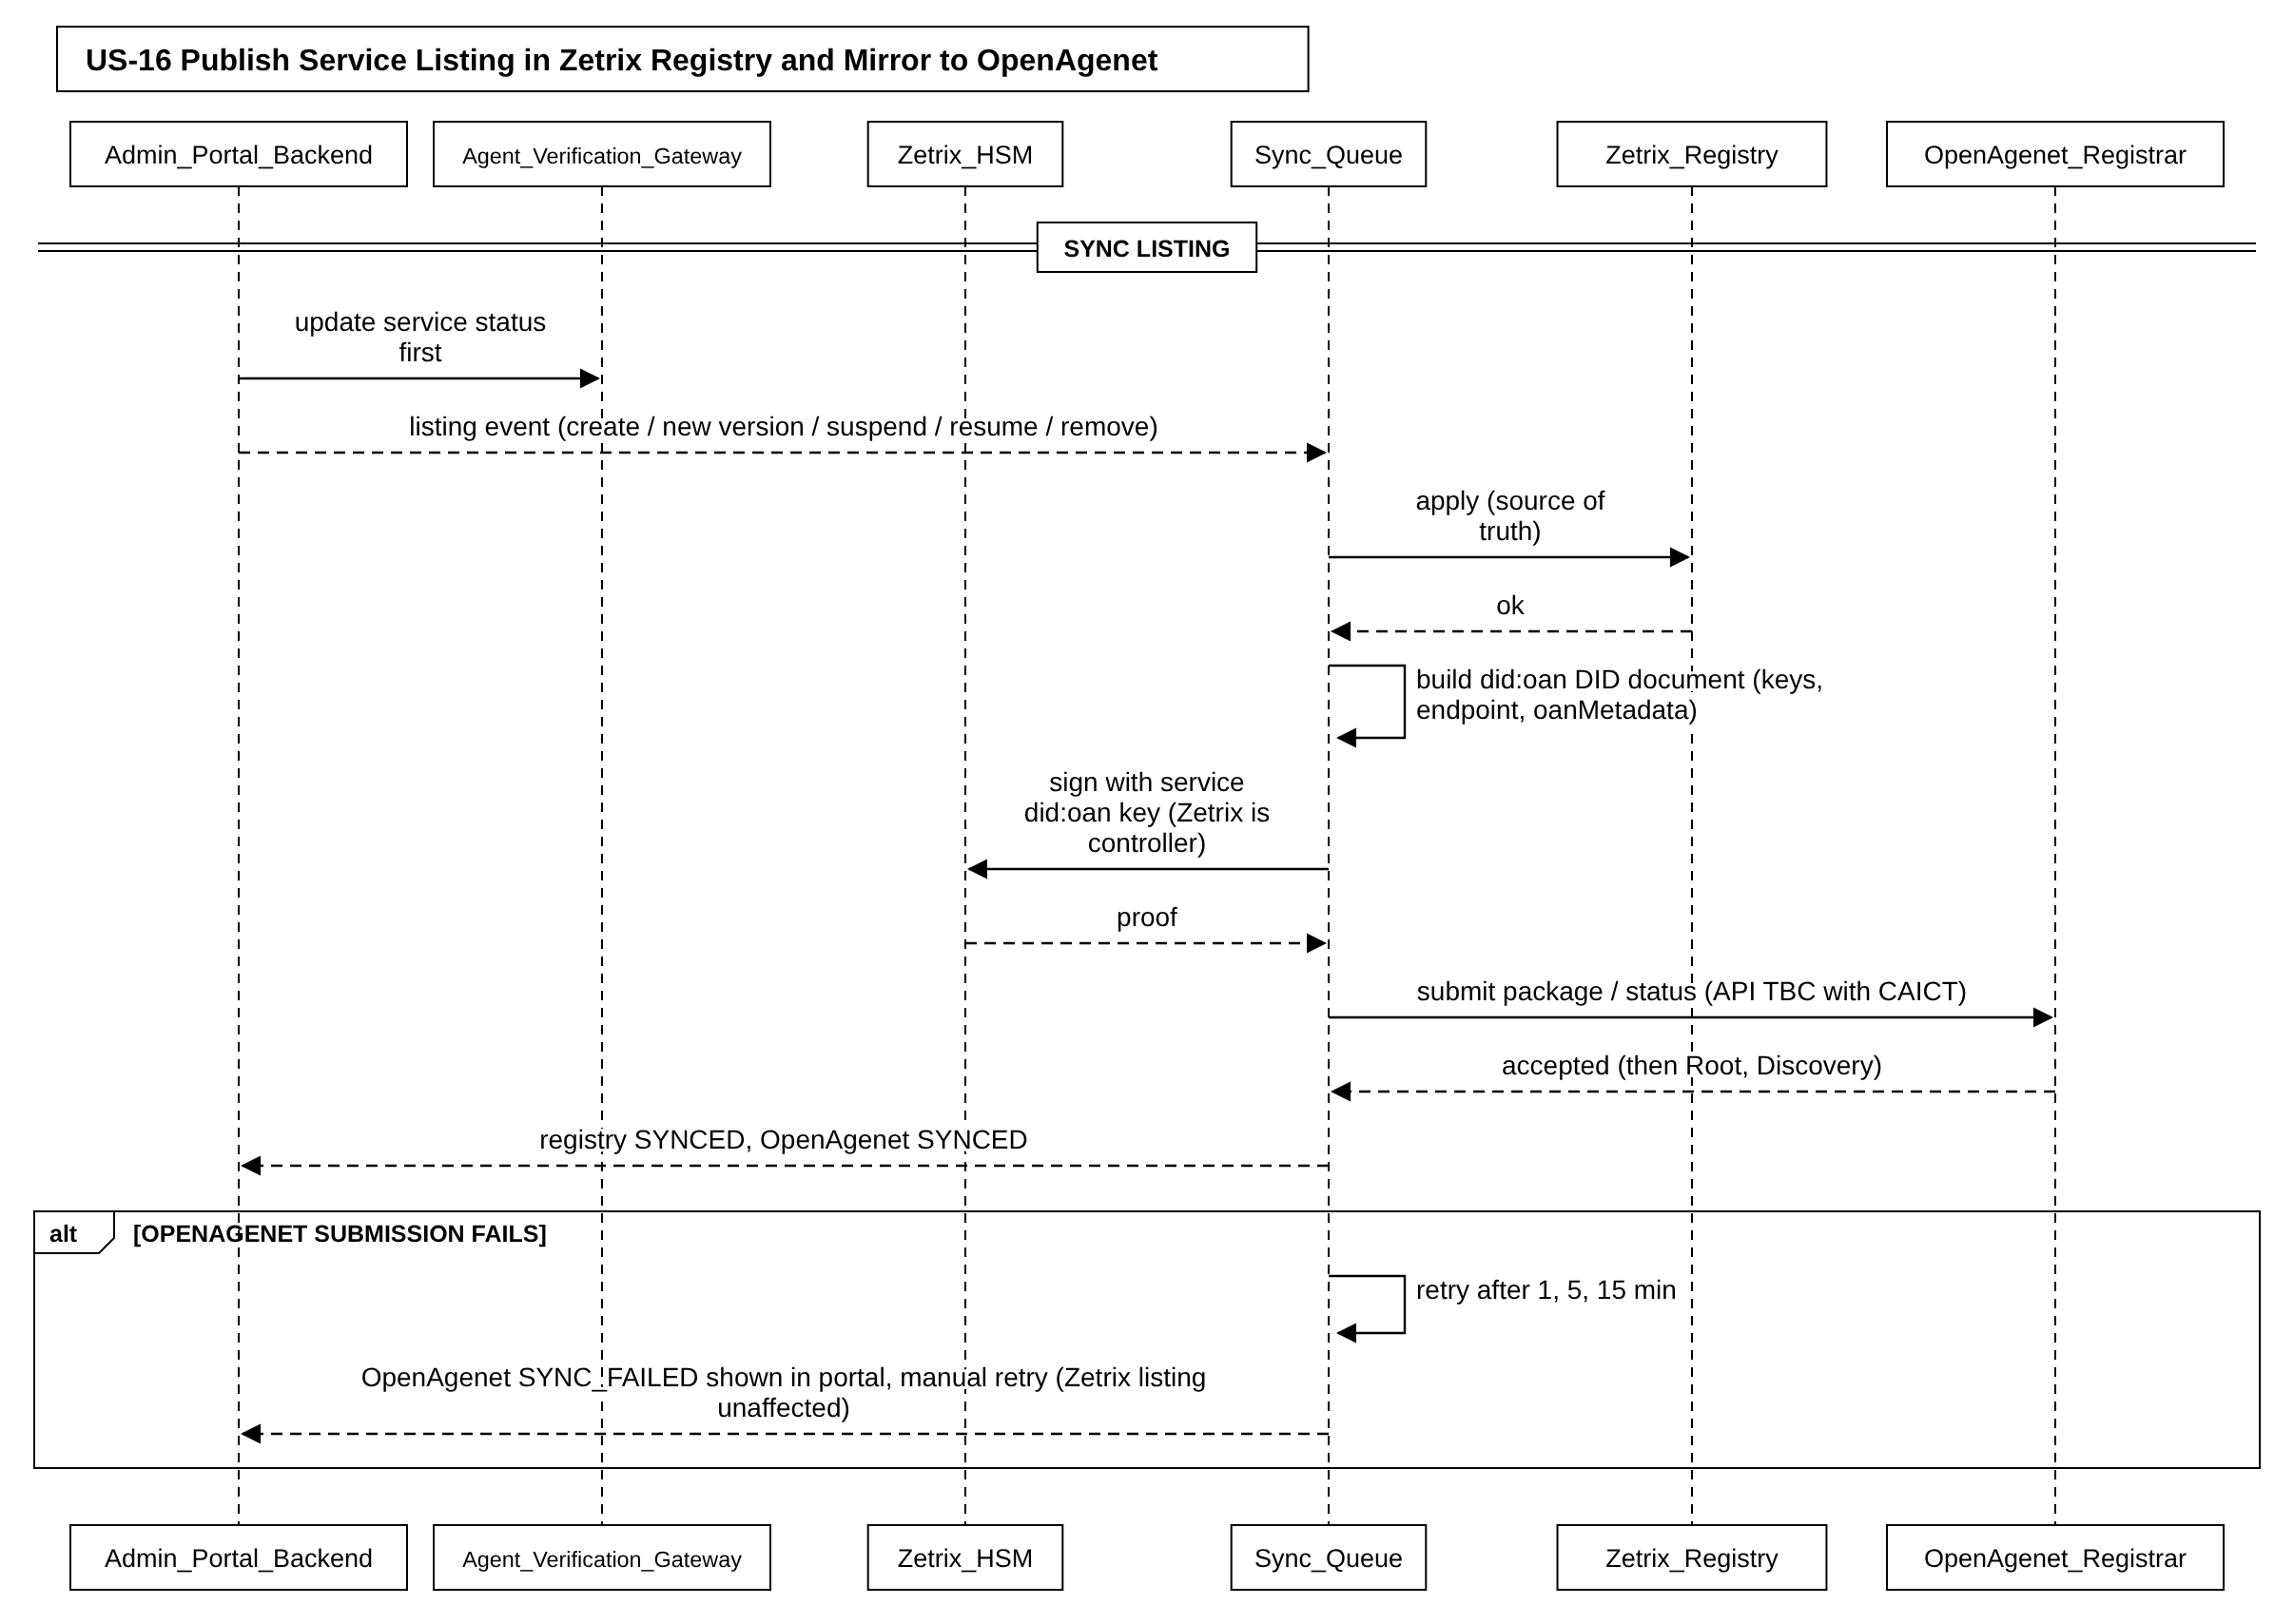 US-16 Publish Service Listing in Zetrix Registry and Mirror to OpenAgenet
Admin_Portal_Backend
Agent_Verification_Gateway
Zetrix_HSM
Sync_Queue
Zetrix_Registry
OpenAgenet_Registrar
SYNC LISTING
update service status
first
listing event (create / new version / suspend / resume / remove)
apply (source of
truth)
ok
build did:oan DID document (keys,
endpoint, oanMetadata)
sign with service
did:oan key (Zetrix is
controller)
proof
submit package / status (API TBC with CAICT)
accepted (then Root, Discovery)
registry SYNCED, OpenAgenet SYNCED
alt
[OPENAGENET SUBMISSION FAILS]
retry after 1, 5, 15 min
OpenAgenet SYNC_FAILED shown in portal, manual retry (Zetrix listing
unaffected)
Admin_Portal_Backend
Agent_Verification_Gateway
Zetrix_HSM
Sync_Queue
Zetrix_Registry
OpenAgenet_Registrar